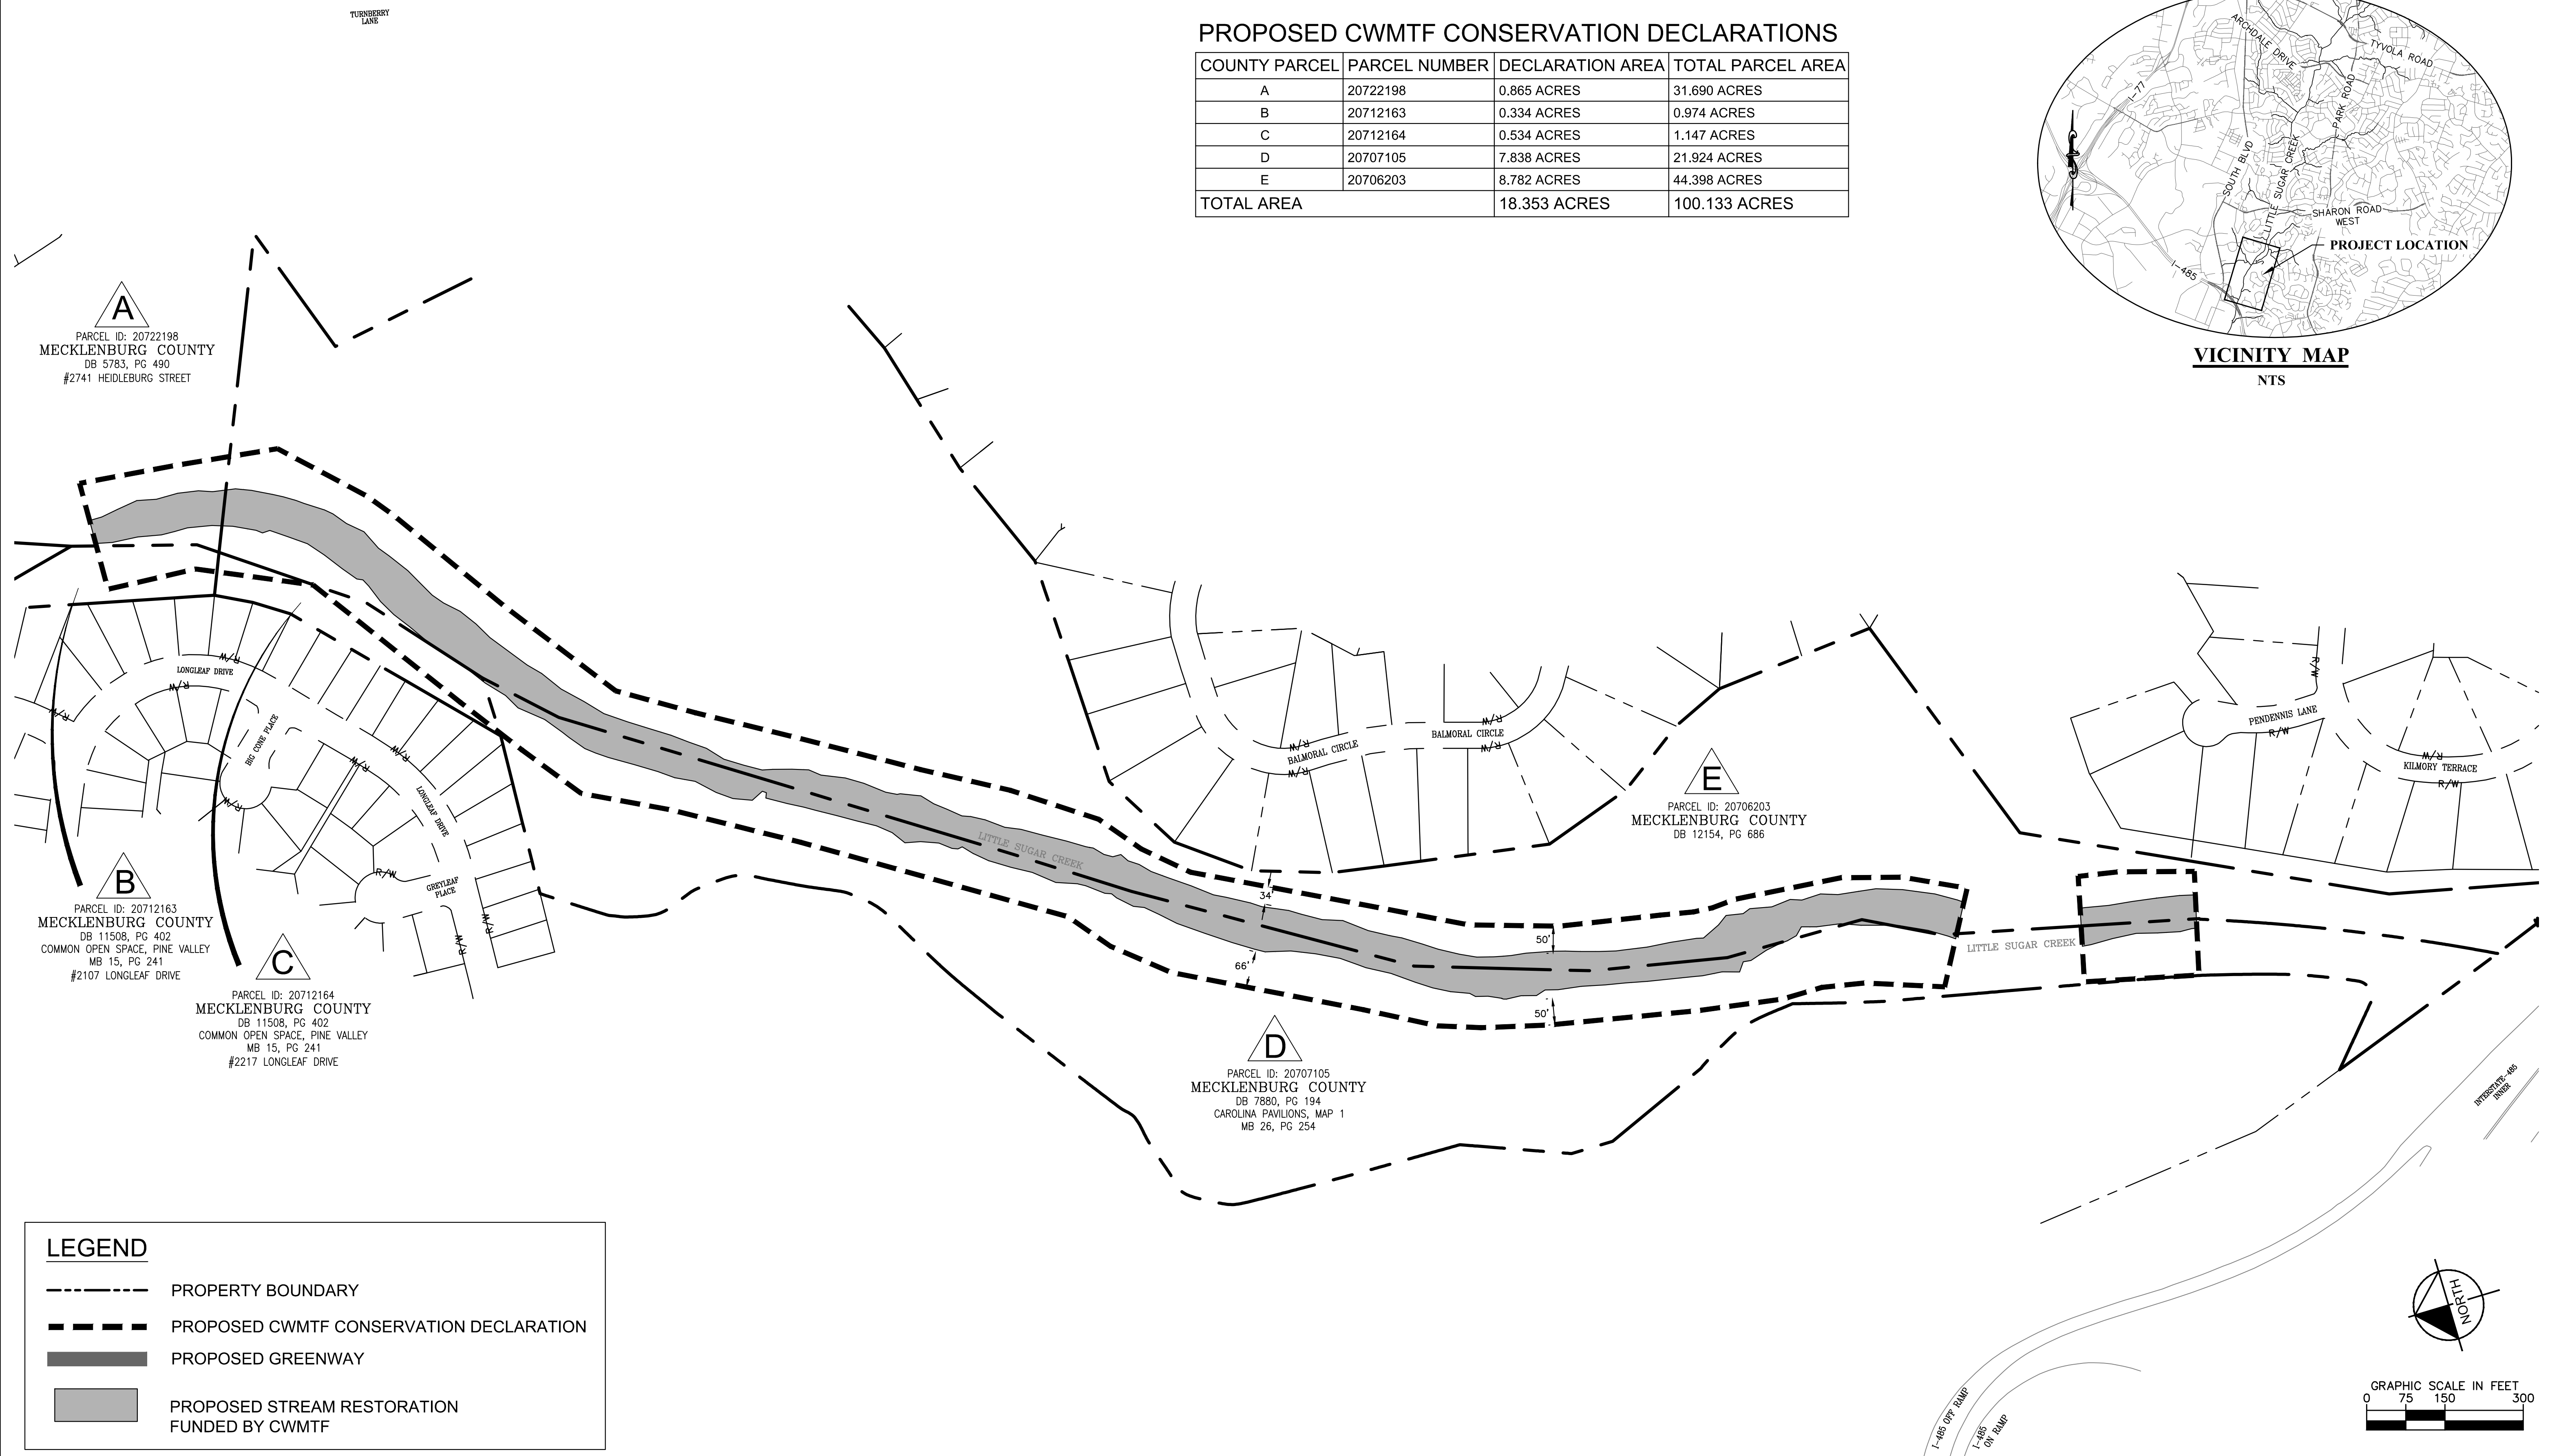 TURNBERRY
LANE
PROPOSED CWMTF CONSERVATION DECLARATIONS
COUNTY PARCEL PARCEL NUMBER DECLARATION AREA TOTAL PARCEL AREA
A 20722198 0.865 ACRES 31.690 ACRES
B 20712163 0.334 ACRES 0.974 ACRES
C 20712164 0.534 ACRES 1.147 ACRES
D 20707105 7.838 ACRES 21.924 ACRES
E 20706203 8.782 ACRES 44.398 ACRES
TOTAL AREA 18.353 ACRES 100.133 ACRES
ARCHDALE DRIVE
TYVOLA ROAD
I-77
PARK ROAD
SOUTH BLVD
LITTLE SUGAR CREEK
SHARON ROAD
WEST
PROJECT LOCATION
I-485
VICINITY MAP
NTS
A
PARCEL ID: 20722198
MECKLENBURG COUNTY
DB 5783, PG 490
#2741 HEIDLEBURG STREET
LONGLEAF DRIVE
R/W
R/W
R/W
BIG CONE PLACE
R/W
R/W
R/W
LONGLEAF DRIVE
R/W
GREYLEAF
PLACE
R/W
R/W
B
PARCEL ID: 20712163
MECKLENBURG COUNTY
DB 11508, PG 402
COMMON OPEN SPACE, PINE VALLEY
MB 15, PG 241
#2107 LONGLEAF DRIVE
C
PARCEL ID: 20712164
MECKLENBURG COUNTY
DB 11508, PG 402
COMMON OPEN SPACE, PINE VALLEY
MB 15, PG 241
#2217 LONGLEAF DRIVE
LITTLE SUGAR CREEK
R/W
BALMORAL CIRCLE
R/W
R/W
BALMORAL CIRCLE
R/W
34'
66'
50'
50'
E
PARCEL ID: 20706203
MECKLENBURG COUNTY
DB 12154, PG 686
D
PARCEL ID: 20707105
MECKLENBURG COUNTY
DB 7880, PG 194
CAROLINA PAVILIONS, MAP 1
MB 26, PG 254
LITTLE SUGAR CREEK
R/W
PENDENNIS LANE
R/W
R/W
KILMORY TERRACE
R/W
INTERSTATE-485
INNER
I-485 OFF RAMP
I-485
ON RAMP
LEGEND
PROPERTY BOUNDARY
PROPOSED CWMTF CONSERVATION DECLARATION
PROPOSED GREENWAY
PROPOSED STREAM RESTORATION
FUNDED BY CWMTF
NORTH
GRAPHIC SCALE IN FEET
0 75 150 300